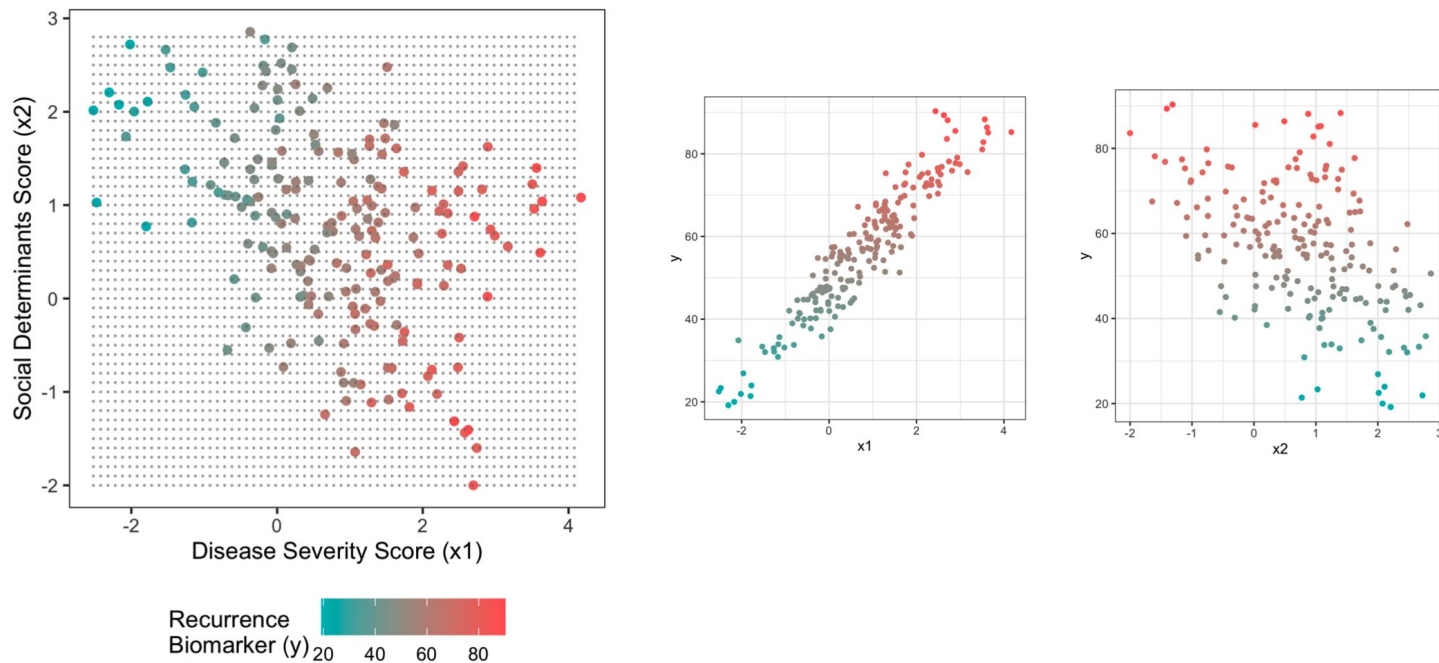 3
2
1
0
-1
-2
Social Determinants Score (x2)
-2 0 2 4
Disease Severity Score (x1)
Recurrence
Biomarker (y)
20 40 60 80
80
60
40
20
y
-2 0 2 4
x1
80
60
40
20
y
-2 -1 0 1 2 3
x2